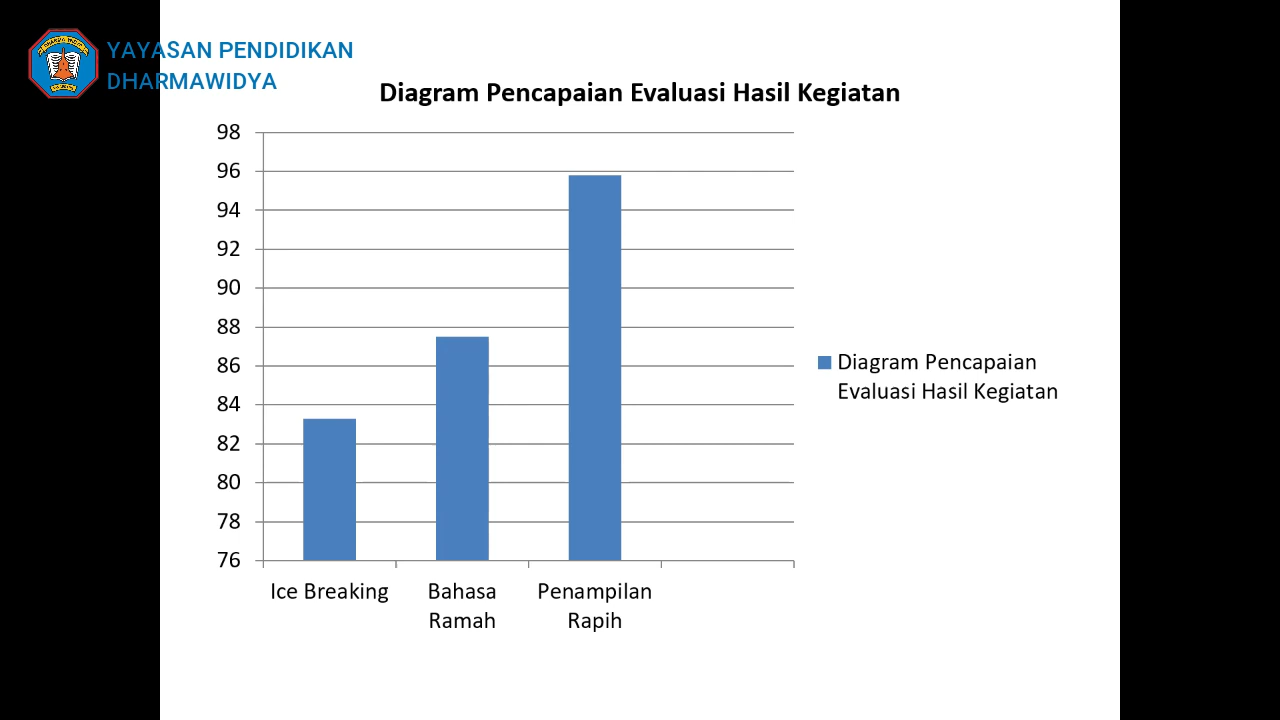 YAYASAN PENDIDIKAN
DHARMAWIDYA
Diagram Pencapaian Evaluasi Hasil Kegiatan
98
96
94
92
90
88
86
84
82
80
78
76
Ice Breaking
Bahasa
Ramah
Penampilan
Rapih
Diagram Pencapaian
Evaluasi Hasil Kegiatan